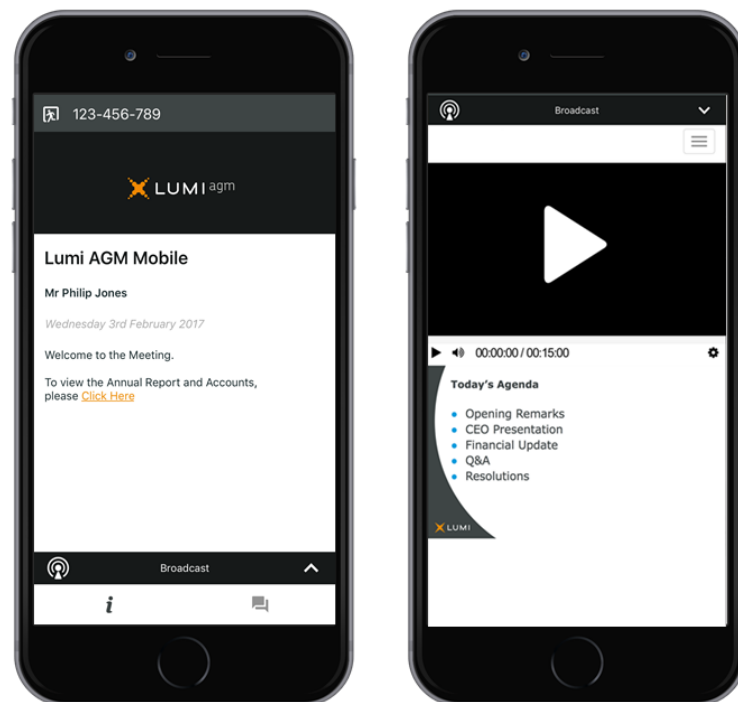 123-456-789
LUMI agm
Lumi AGM Mobile
Mr Philip Jones
Wednesday 3rd February 2017
Welcome to the Meeting.
To view the Annual Report and Accounts,
please Click Here
Broadcast
i
Broadcast
00:00:00 / 00:15:00
Today's Agenda
Opening Remarks
CEO Presentation
Financial Update
Q&A
Resolutions
LUMI